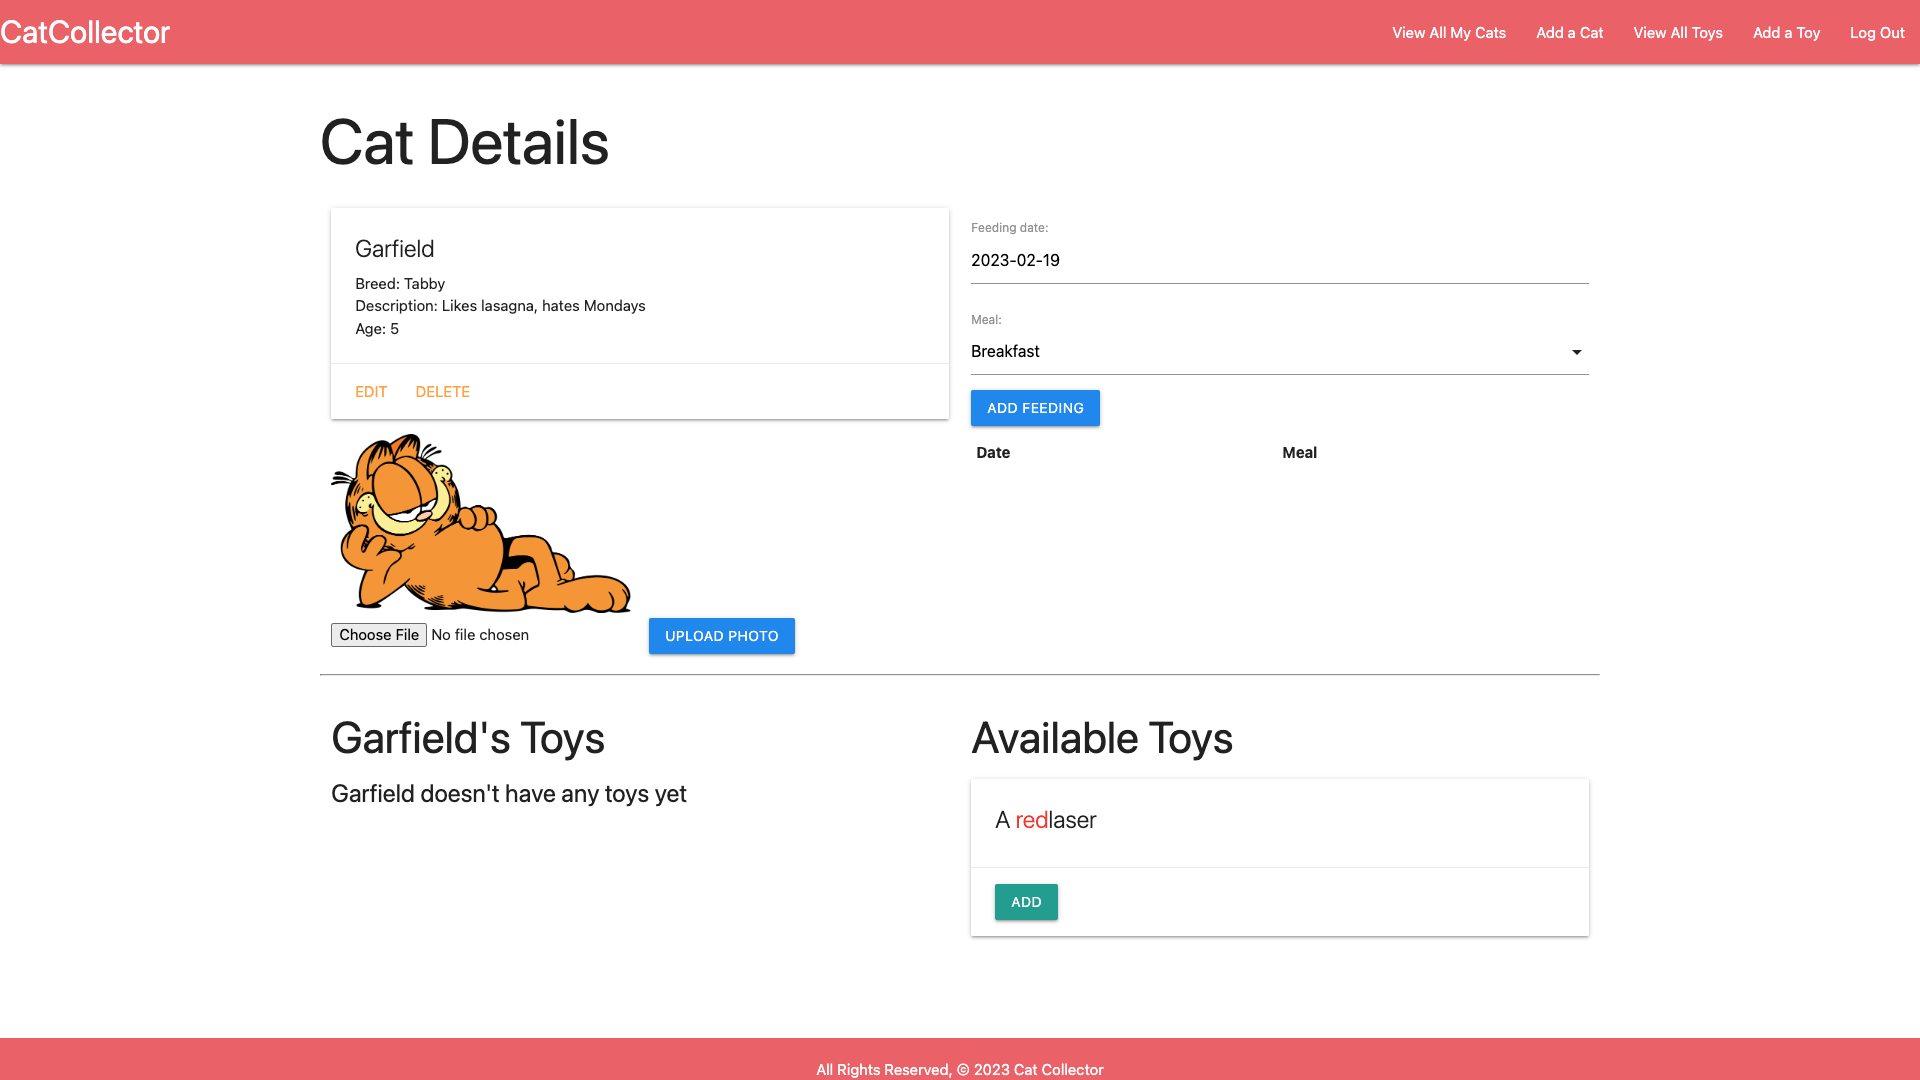 CatCollector
View All My Cats
Add a Cat
View All Toys
Add a Toy
Log Out
Cat Details
Garfield
Breed: Tabby
Description: Likes lasagna, hates Mondays
Age: 5
EDIT
DELETE
Feeding date:
2023-02-19
Meal:
Breakfast
ADD FEEDING
Date
Meal
Choose File No file chosen
UPLOAD PHOTO
Garfield's Toys
Garfield doesn't have any toys yet
Available Toys
A redlaser
ADD
All Rights Reserved, © 2023 Cat Collector